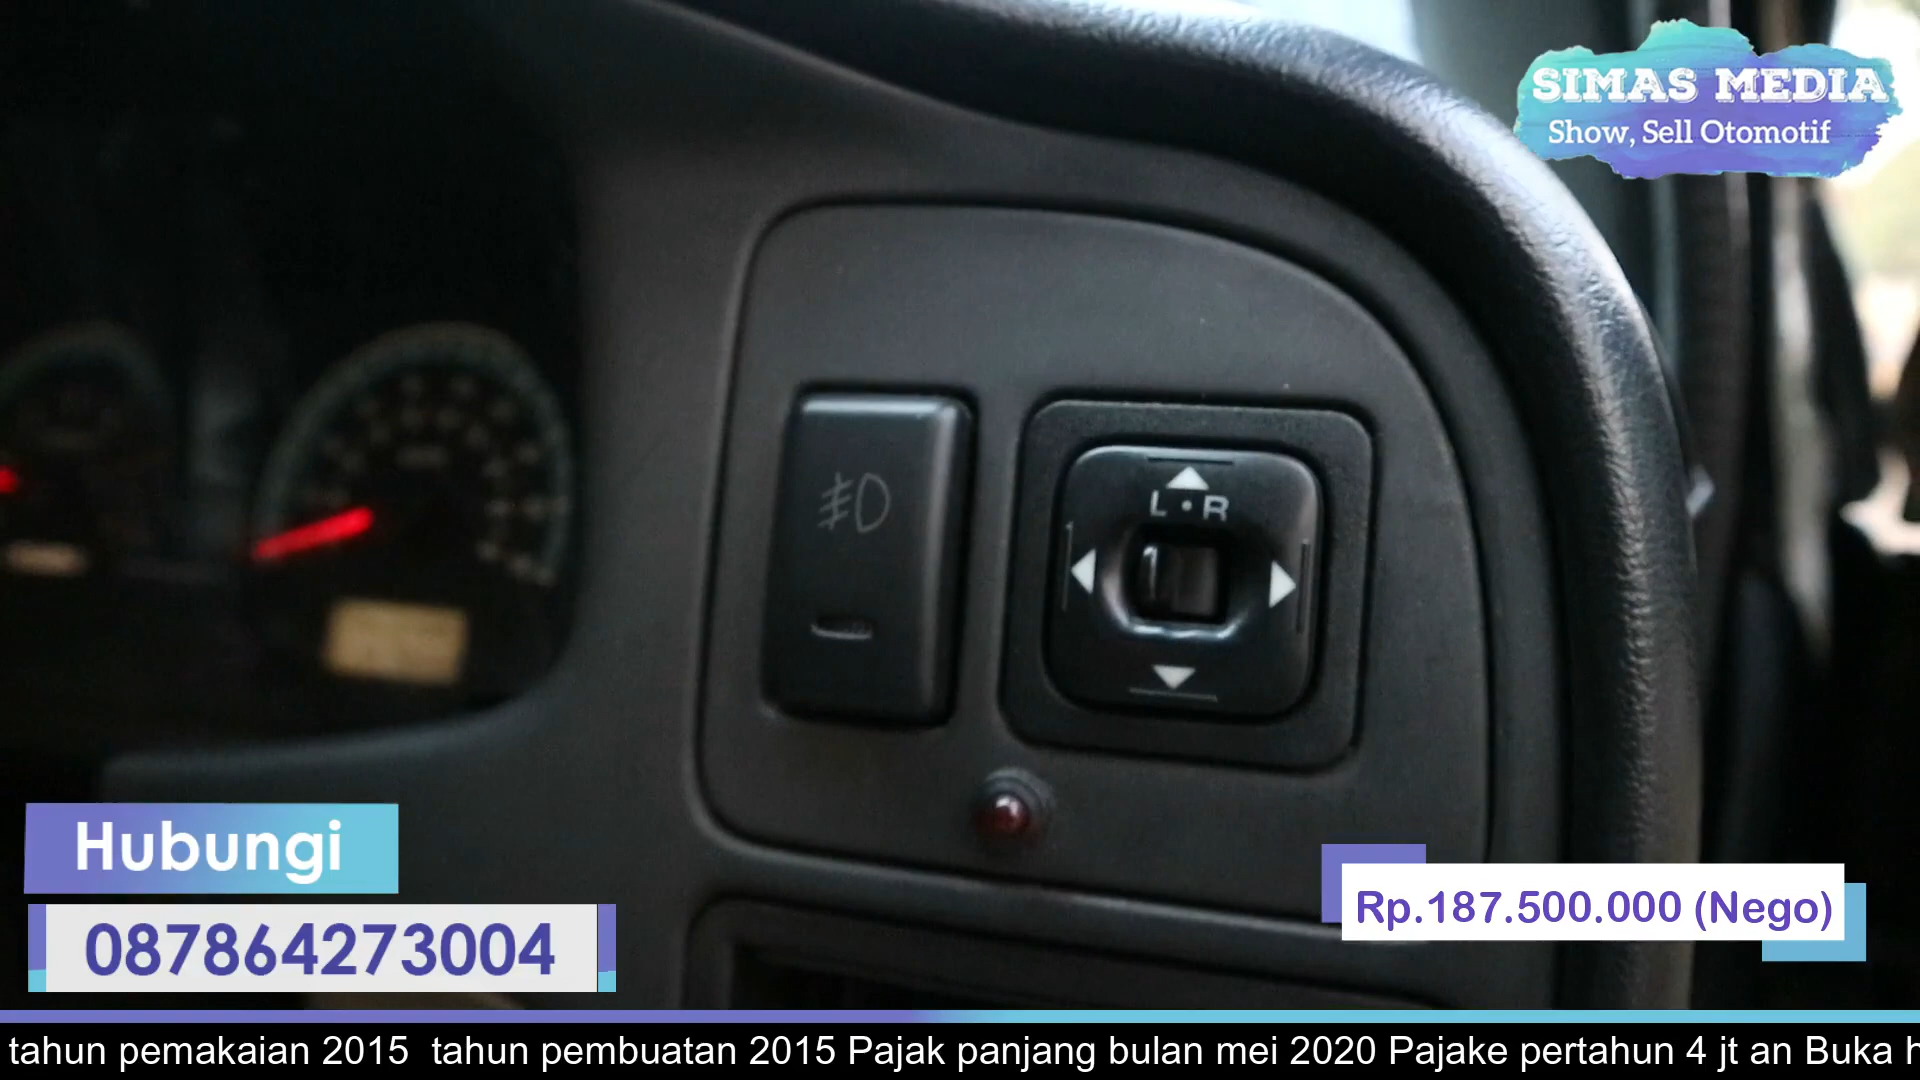 SIMAS MEDIA
Show, Sell Otomotif
L • R
Hubungi
087864273004
Rp.187.500.000 (Nego)
tahun pemakaian 2015 tahun pembuatan 2015 Pajak panjang bulan mei 2020 Pajake pertahun 4 jt an Buka h